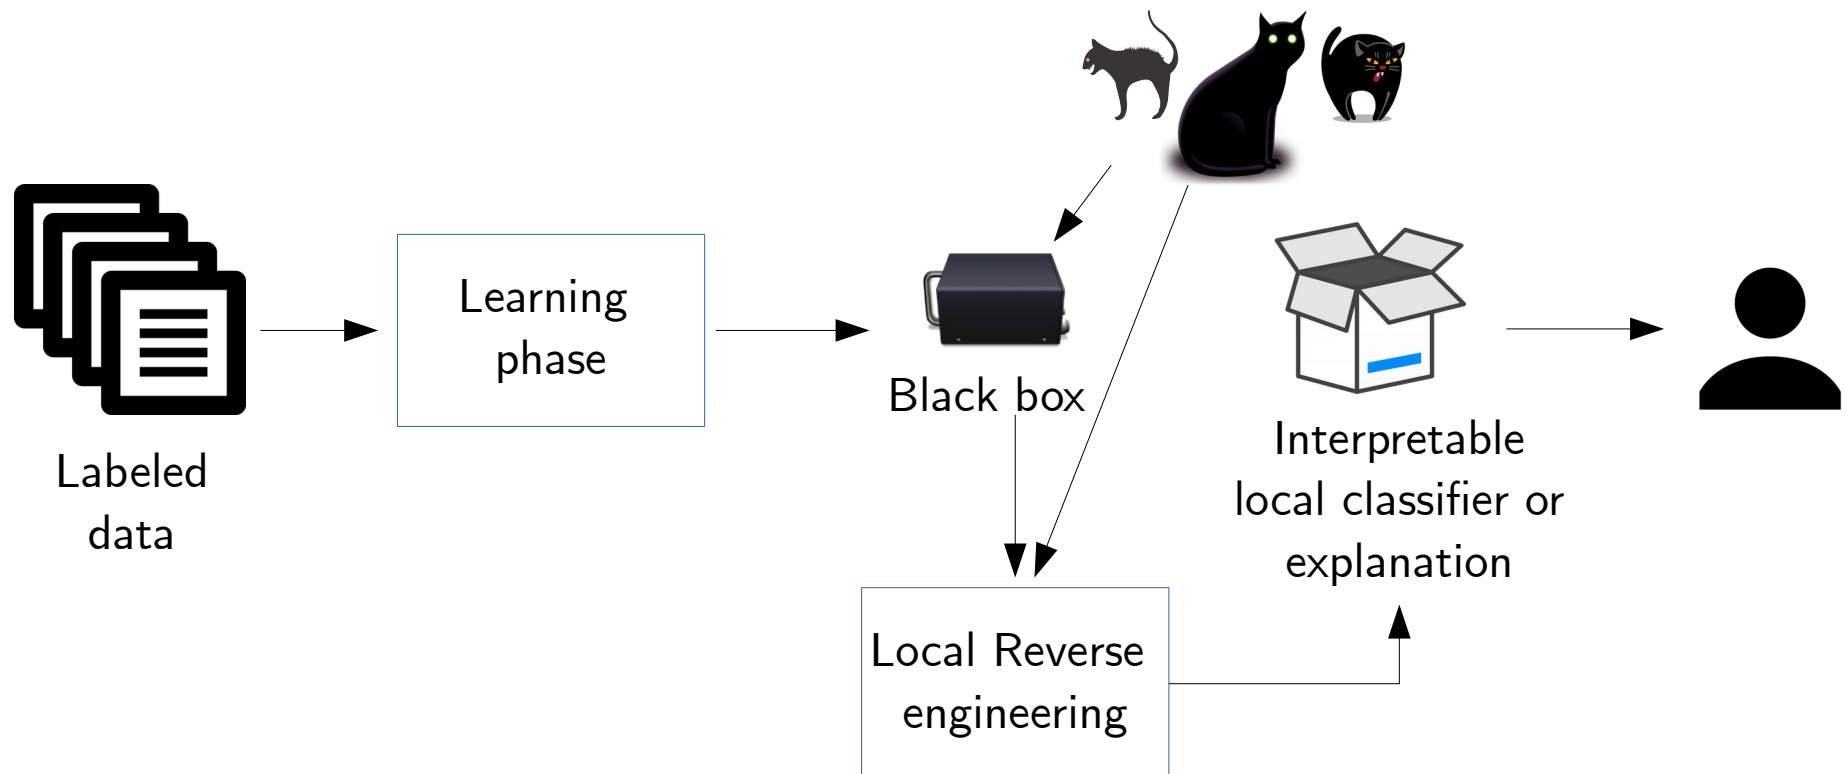 Learning
phase
Black box
Labeled
data
Interpretable
local classifier or
explanation
Local Reverse
engineering